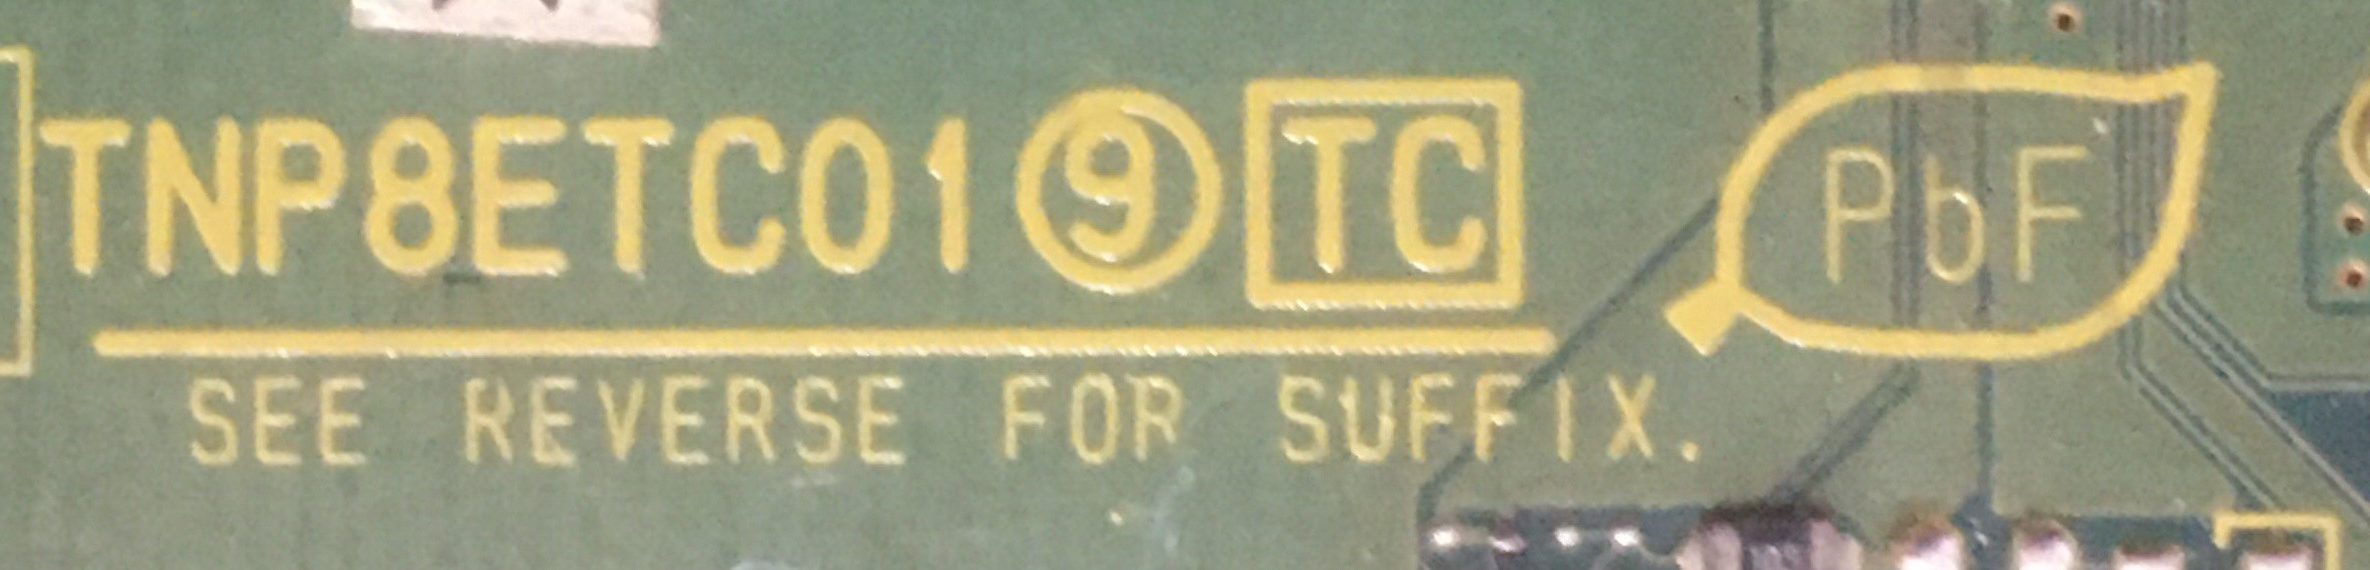 TNP8ETC01 9 TC
PbF
SEE REVERSE FOR SUFFIX.